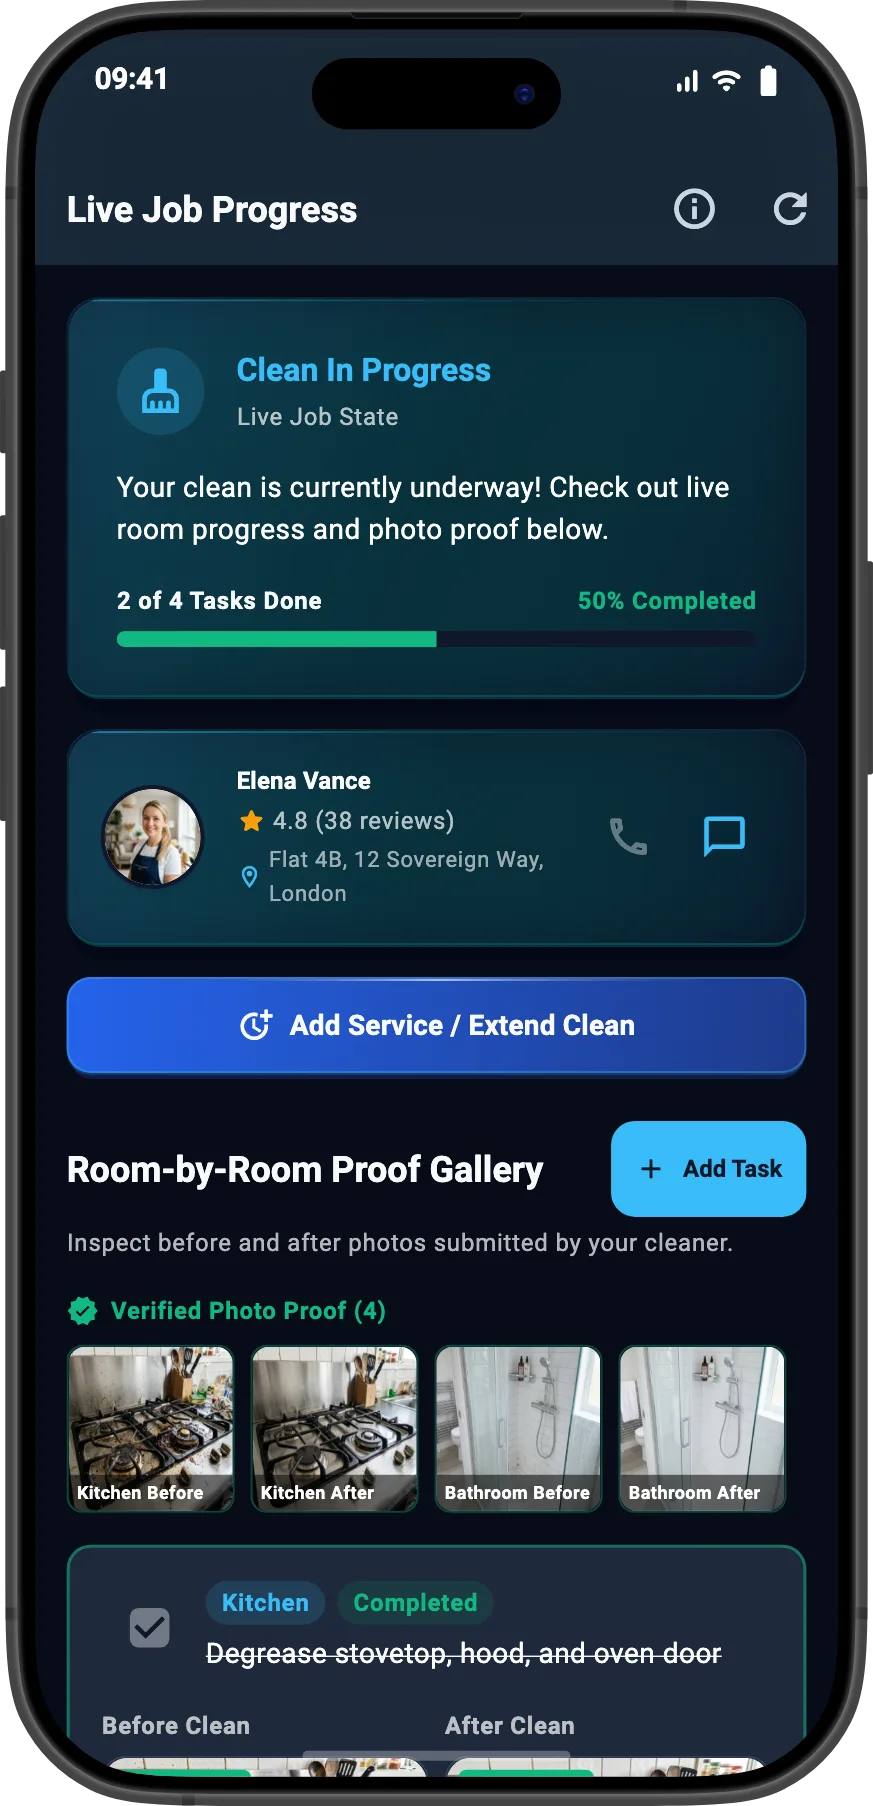 09:41
Live Job Progress
Clean In Progress
Live Job State
Your clean is currently underway! Check out live
room progress and photo proof below.
2 of 4 Tasks Done
50% Completed
Elena Vance
4.8 (38 reviews)
Flat 4B, 12 Sovereign Way,
London
Add Service / Extend Clean
Room-by-Room Proof Gallery
+ Add Task
Inspect before and after photos submitted by your cleaner.
Verified Photo Proof (4)
Kitchen Before
Kitchen After
Bathroom Before
Bathroom After
Kitchen
Completed
Degrease stovetop, hood, and oven door
Before Clean
After Clean